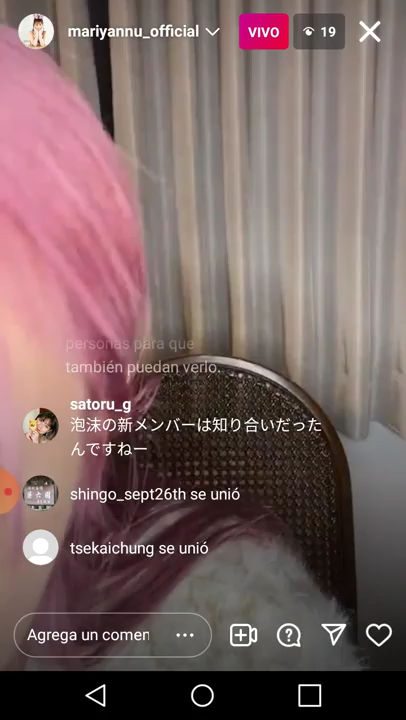 mariyannu_official
VIVO
19
personas para que
también puedan verlo.
satoru_g
泡沫の新メンバーは知り合いだった
んですねー
shingo_sept26th se unió
tsekaichung se unió
Agrega un comen